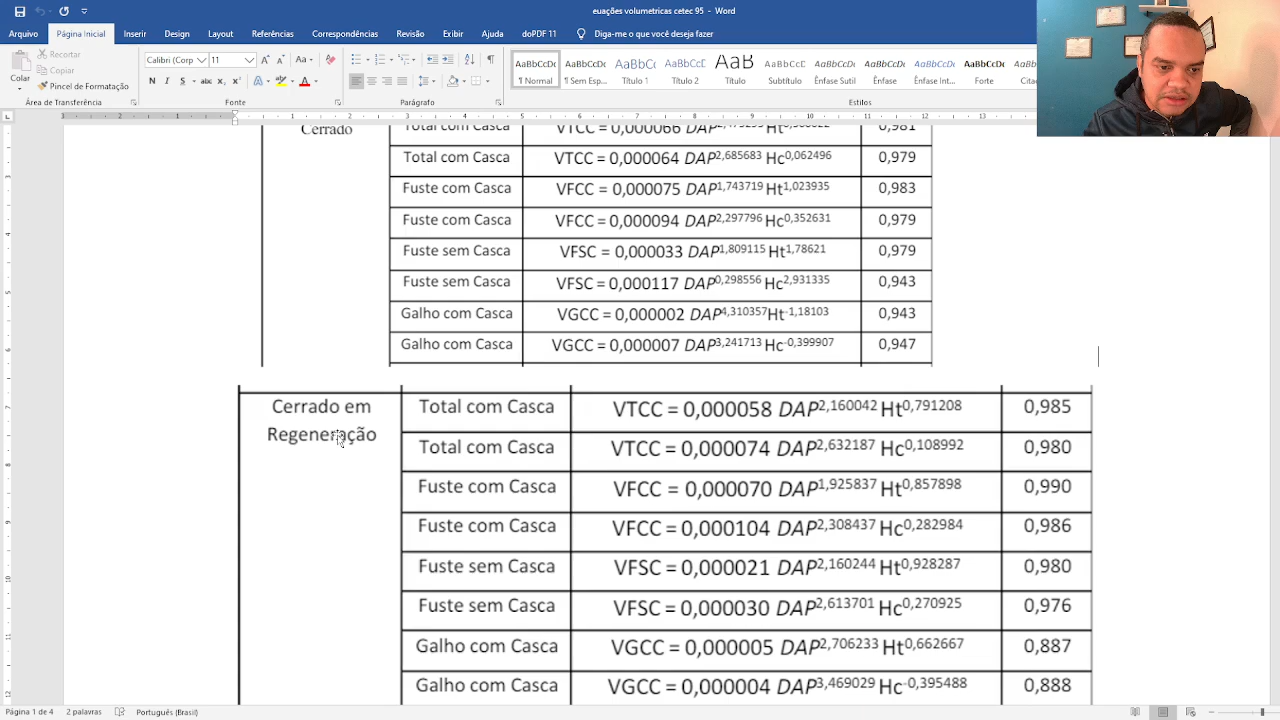 euações volumetricas cetec 95 - Word
Arquivo Página Inicial Inserir Design Layout Referências Correspondências Revisão Exibir Ajuda doPDF 11 Dig-me o que você deseja fazer
Colar
Recortar
Copiar
Pincel de Formatação
Área de Transferência
Calibri (Corp 11
Fonte
Parágrafo
AaBbCcDc AaBbCcDc AaBbCc AaBbCcC AaB AaBbCcC AaBbCcDc AaBbCcDc AaBbCcDc AaBbCcDc
¶ Normal ¶ Sem Esp... Título 1 Título 2 Título Subtítulo Ênfase Sutil Ênfase Ênfase Int... Forte
Estilos
Cerrado Total com Casca VTCC = 0,000066 DAP Ht 0,981
Total com Casca VTCC = 0,000064 DAP2,685683 Hc0,062496 0,979
Fuste com Casca VFCC = 0,000075 DAP1,743719 Ht1,023935 0,983
Fuste com Casca VFCC = 0,000094 DAP2,297796 Hc0,352631 0,979
Fuste sem Casca VFSC = 0,000033 DAP1,809115 Ht1,78621 0,979
Fuste sem Casca VFSC = 0,000117 DAP0,298556 Hc2,931335 0,943
Galho com Casca VGCC = 0,000002 DAP4,310357Ht-1,18103 0,943
Galho com Casca VGCC = 0,000007 DAP3,241713 Hc-0,399907 0,947
Cerrado em Regeneração
Total com Casca VTCC = 0,000058 DAP2,160042 Ht0,791208 0,985
Total com Casca VTCC = 0,000074 DAP2,632187 Hc0,108992 0,980
Fuste com Casca VFCC = 0,000070 DAP1,925837 Ht0,857898 0,990
Fuste com Casca VFCC = 0,000104 DAP2,308437 Hc0,282984 0,986
Fuste sem Casca VFSC = 0,000021 DAP2,160244 Ht0,928287 0,980
Fuste sem Casca VFSC = 0,000030 DAP2,613701 Hc0,270925 0,976
Galho com Casca VGCC = 0,000005 DAP2,706233 Ht0,662667 0,887
Galho com Casca VGCC = 0,000004 DAP3,469029 Hc-0,395488 0,888
Página 1 de 4 2 palavras Português (Brasil)